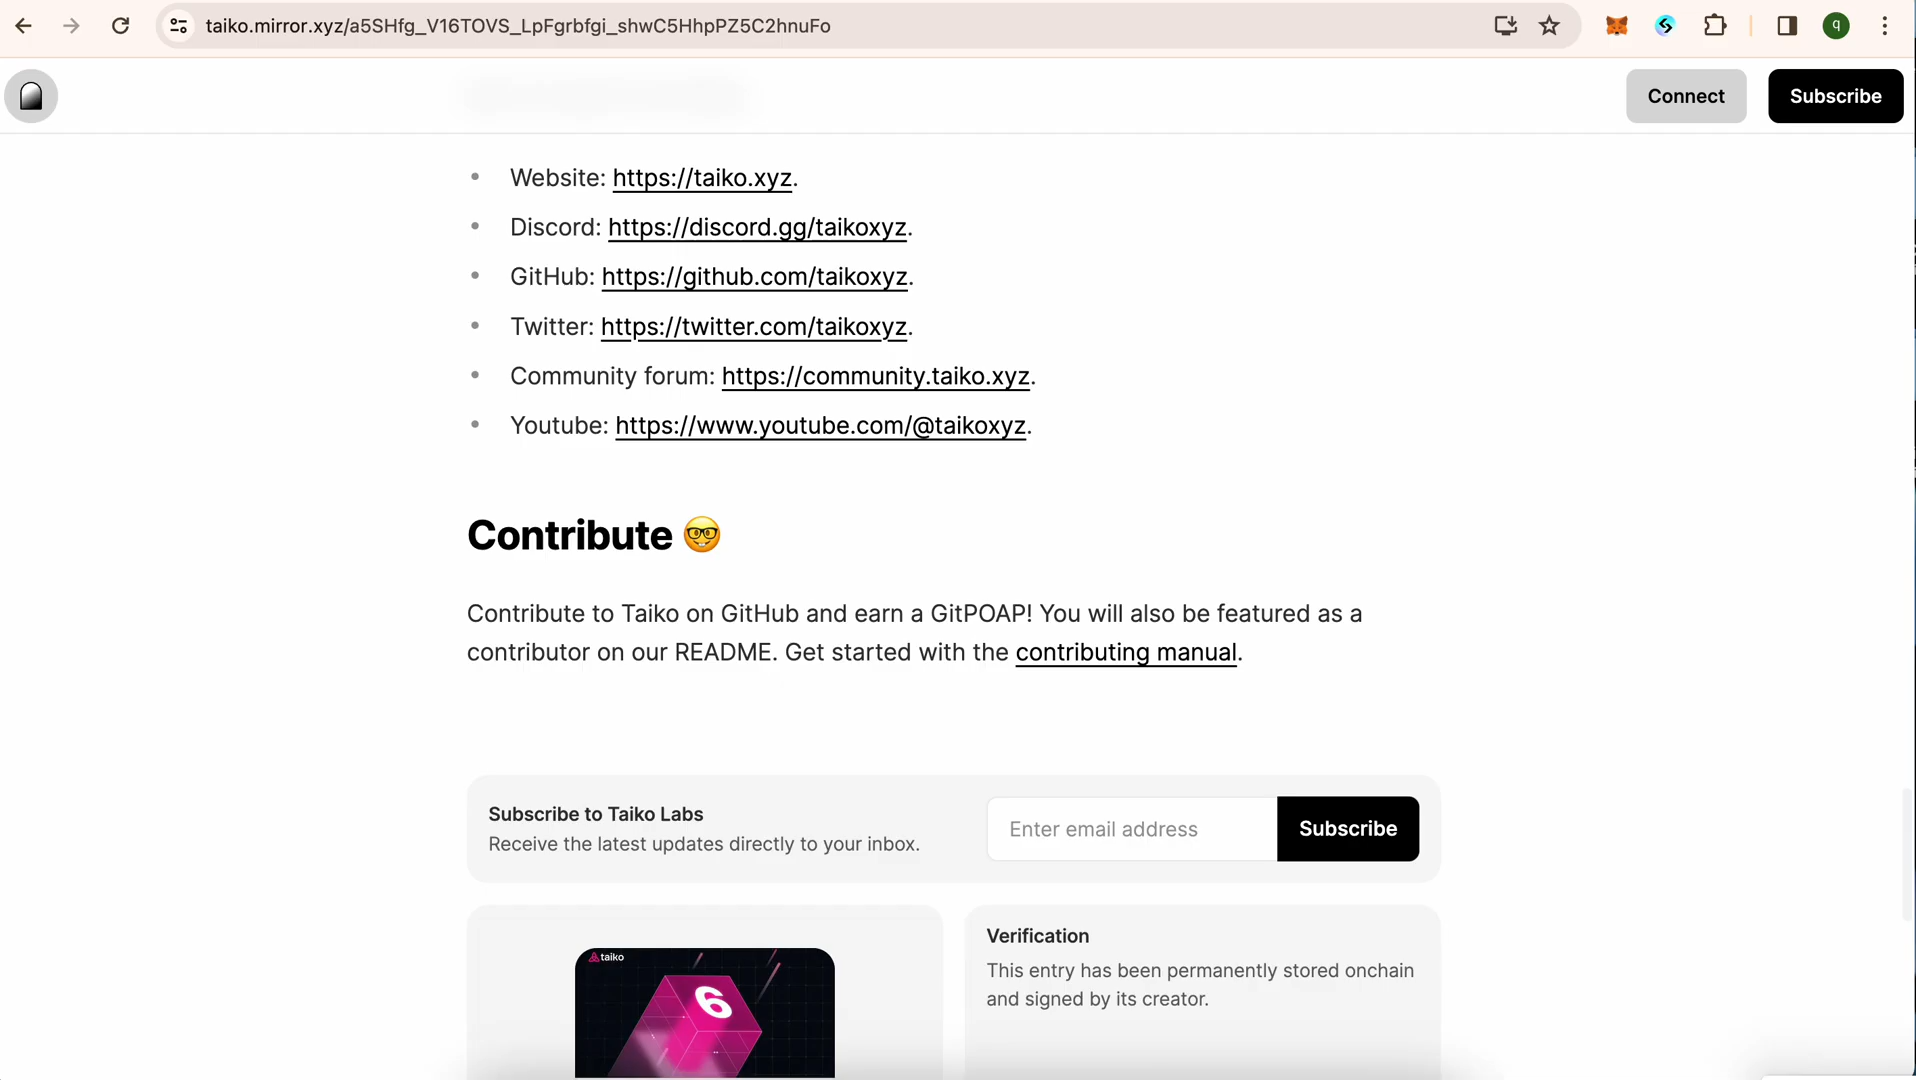 taiko.mirror.xyz/a5SHfg_V16TOVS_LpFgrbfgi_shwC5HhpPZ5C2hnuFo
q
Connect
Subscribe
• Website: https://taiko.xyz.
• Discord: https://discord.gg/taikoxyz.
• GitHub: https://github.com/taikoxyz.
• Twitter: https://twitter.com/taikoxyz.
• Community forum: https://community.taiko.xyz.
• Youtube: https://www.youtube.com/@taikoxyz.
Contribute 🤓
Contribute to Taiko on GitHub and earn a GitPOAP! You will also be featured as a
contributor on our README. Get started with the contributing manual.
Subscribe to Taiko Labs
Receive the latest updates directly to your inbox.
Enter email address
Subscribe
taiko
6
Verification
This entry has been permanently stored onchain
and signed by its creator.